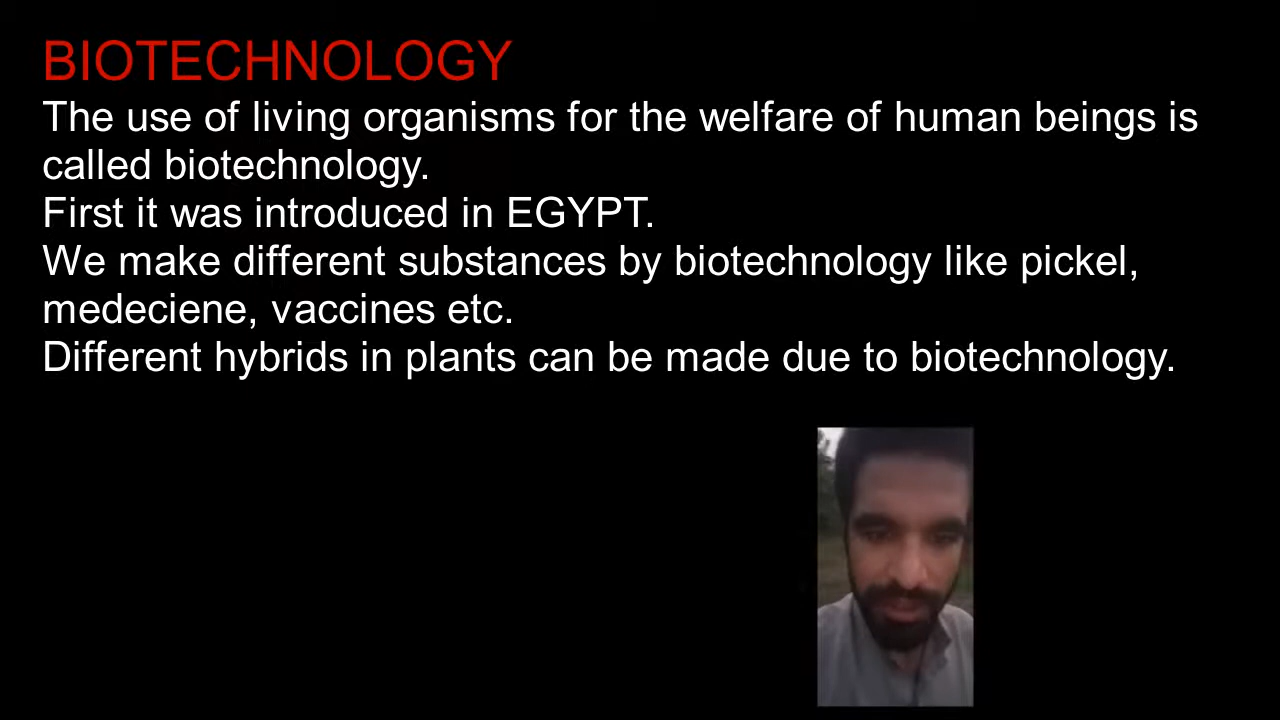 BIOTECHNOLOGY
The use of living organisms for the welfare of human beings is
called biotechnology.
First it was introduced in EGYPT.
We make different substances by biotechnology like pickel,
medeciene, vaccines etc.
Different hybrids in plants can be made due to biotechnology.